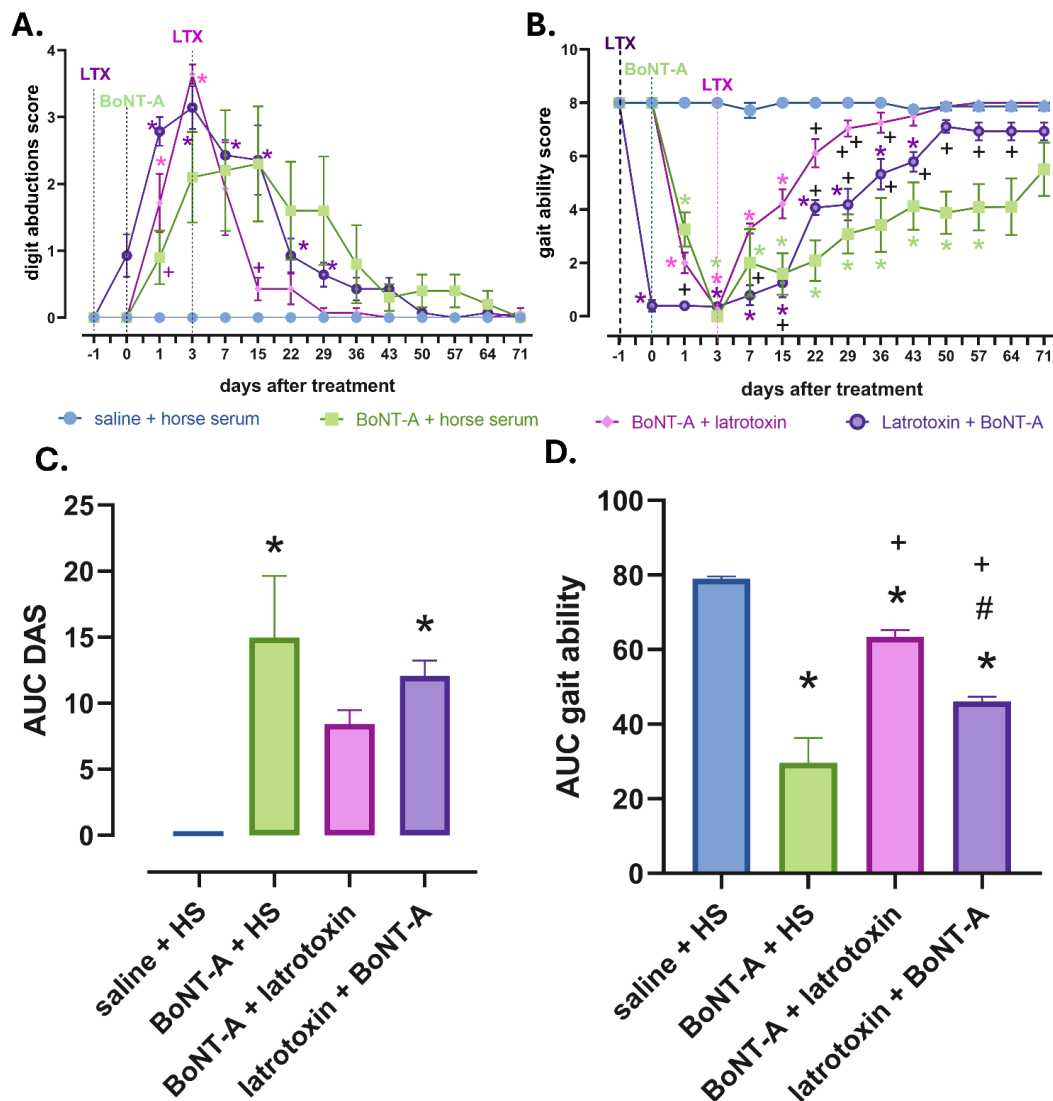 A.
B.
LTX
LTX
BoNT-A
4
3
2
1
0
digit abductions score
-1 0 1 3 7 15 22 29 36 43 50 57 64 71
days after treatment
LTX
BoNT-A
LTX
10
8
6
4
2
0
gait ability score
-1 0 1 3 7 15 22 29 36 43 50 57 64 71
days after treatment
saline + horse serum
BoNT-A + horse serum
BoNT-A + latrotoxin
Latrotoxin + BoNT-A
C.
25
20
15
10
5
0
AUC DAS
* *
saline + HS
BoNT-A + HS
BoNT-A + latrotoxin
latrotoxin + BoNT-A
D.
100
80
60
40
20
0
AUC gait ability
*
+
*
+
#
*
saline + HS
BoNT-A + HS
BoNT-A + latrotoxin
latrotoxin + BoNT-A